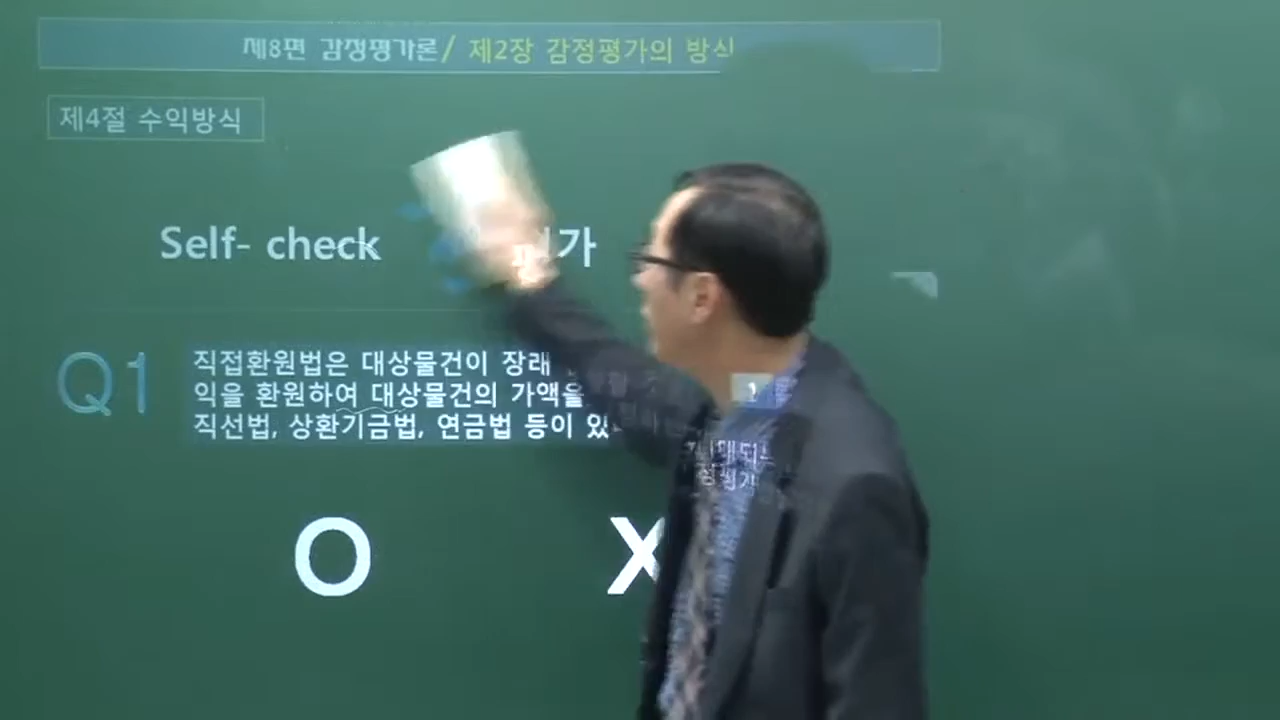 제8편 감정평가론 / 제2장 감정평가의 방식
제4절 수익방식
Self- check 평가
Q1
직접환원법은 대상물건이 장래
익을 환원하여 대상물건의 가액을
직선법, 상환기금법, 연금법 등이 있
O X